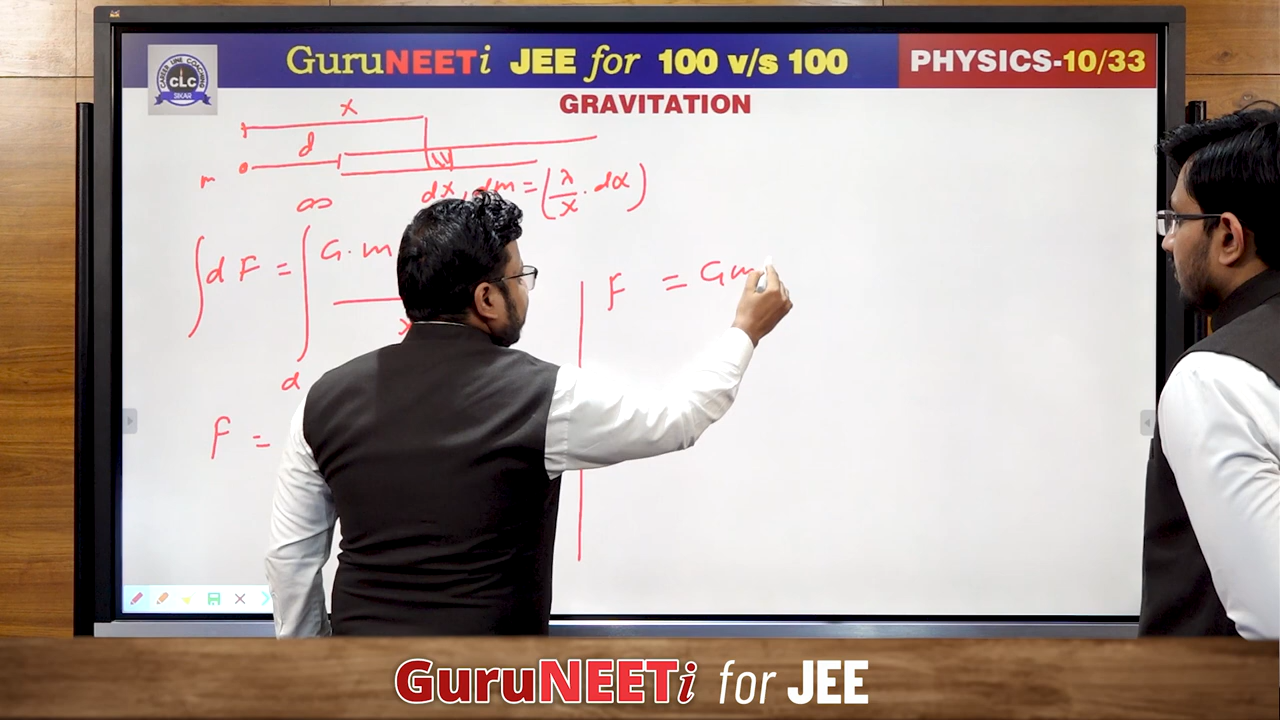 GuruNEETi JEE for 100 v/s 100
PHYSICS-10/33
CAREER LINE COACHING
CLC
SIKAR
GRAVITATION
x
d
m
dx, dm = (λ/x . dx)
∞
∫dF = ∫ G . m
x
d
F = Gm
F =
GuruNEETi for JEE